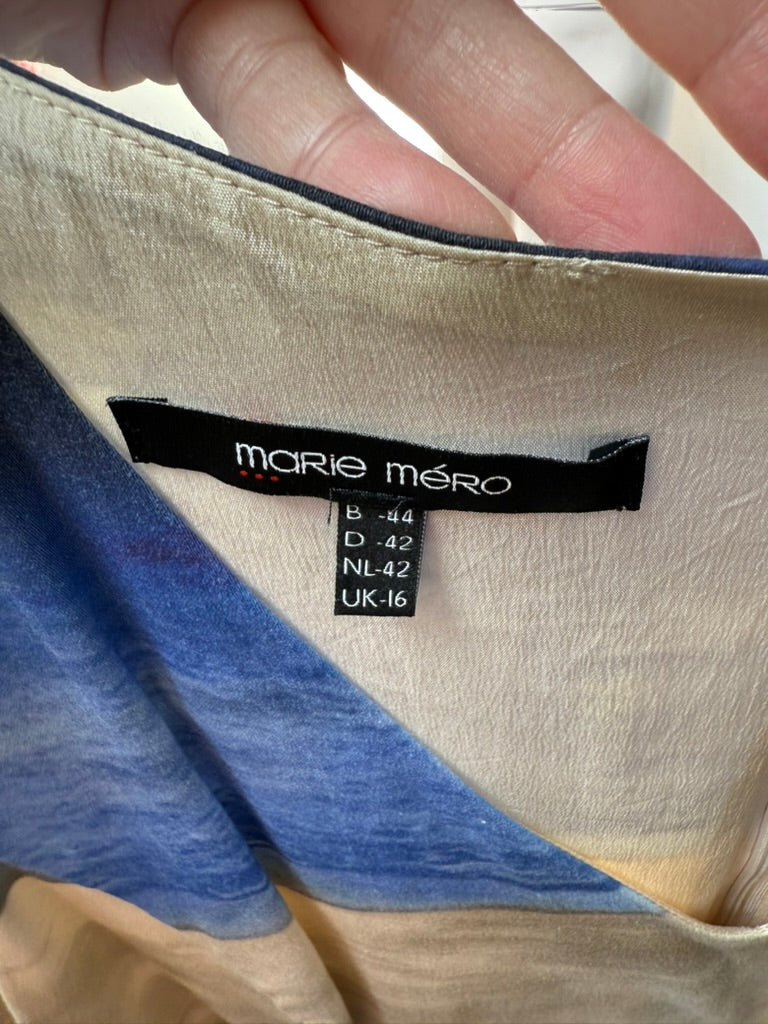 maRie méRo
B -44
D -42
NL-42
UK-16